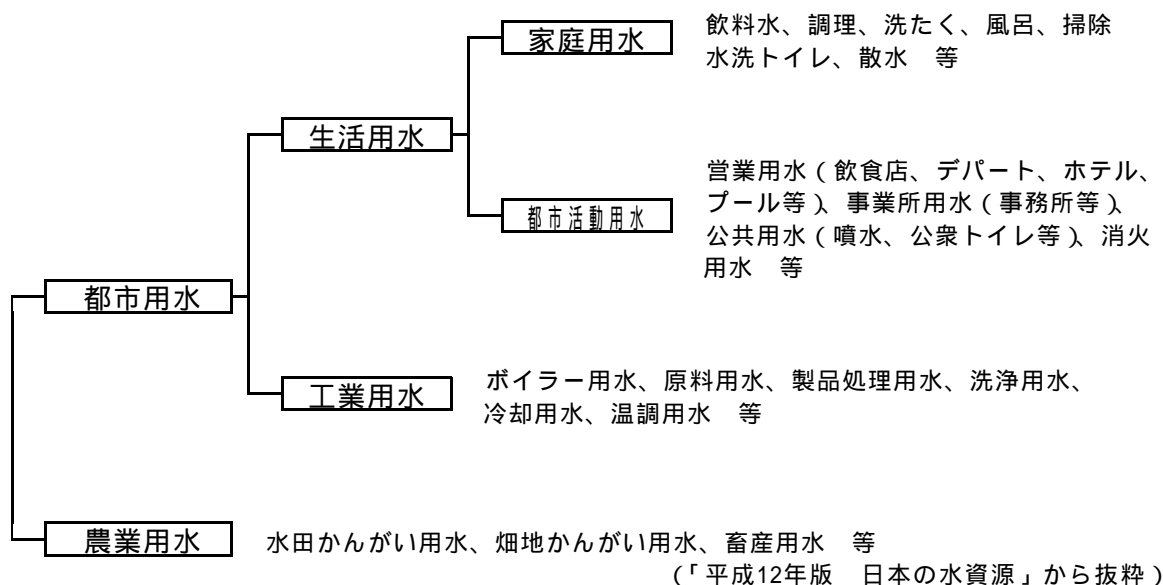 家庭用水
飲料水、調理、洗たく、風呂、掃除
水洗トイレ、散水　等
生活用水
都市活動用水
営業用水（飲食店、デパート、ホテル、
プール等）、事業所用水（事務所等）、
公共用水（噴水、公衆トイレ等）、消火
用水　等
都市用水
工業用水
ボイラー用水、原料用水、製品処理用水、洗浄用水、
冷却用水、温調用水　等
農業用水
水田かんがい用水、畑地かんがい用水、畜産用水　等
（「平成12年版　日本の水資源」から抜粋）